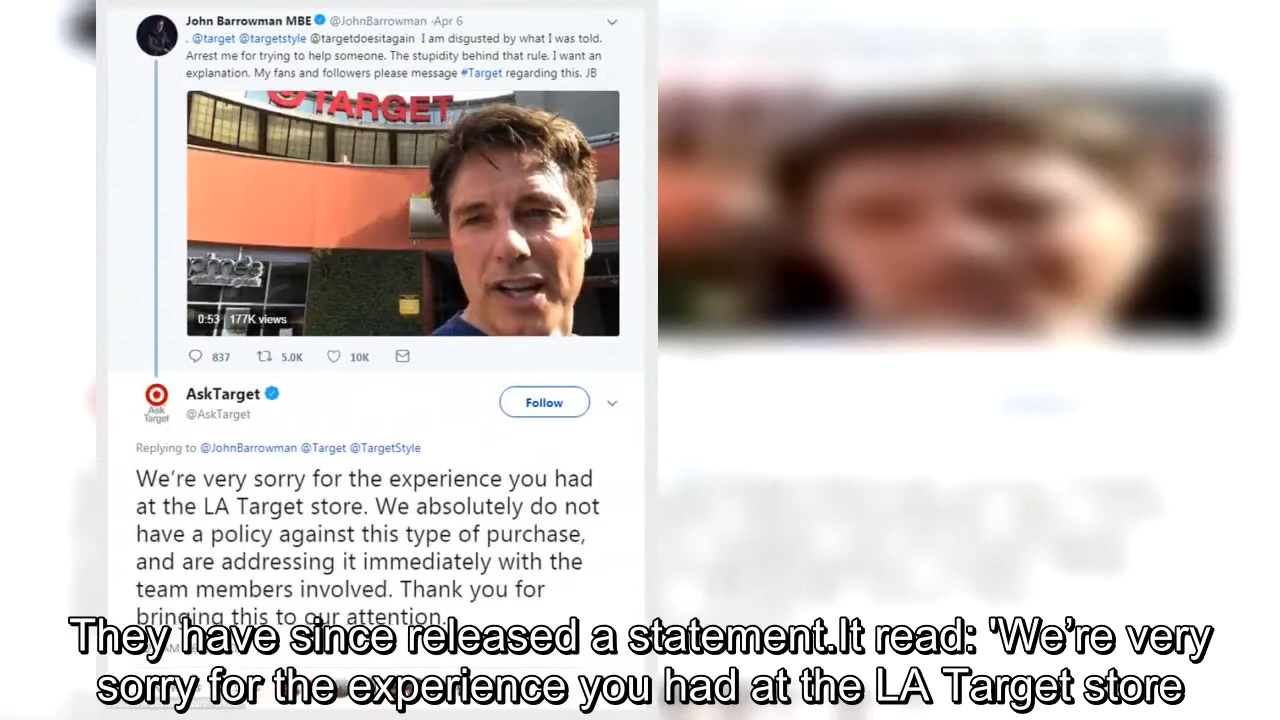 John Barrowman MBE @JohnBarrowman · Apr 6
. @target @targetstyle @targetdoesitagain I am disgusted by what I was told.
Arrest me for trying to help someone. The stupidity behind that rule. I want an
explanation. My fans and followers please message #Target regarding this. JB
TARGET
phne's
0:53 177K views
837 5.0K 10K
AskTarget
Follow
Ask
Target
@AskTarget
Replying to @JohnBarrowman @Target @TargetStyle
We’re very sorry for the experience you had
at the LA Target store. We absolutely do not
have a policy against this type of purchase,
and are addressing it immediately with the
team members involved. Thank you for
bringing this to our attention.
They have since released a statement.It read: 'We’re very
sorry for the experience you had at the LA Target store